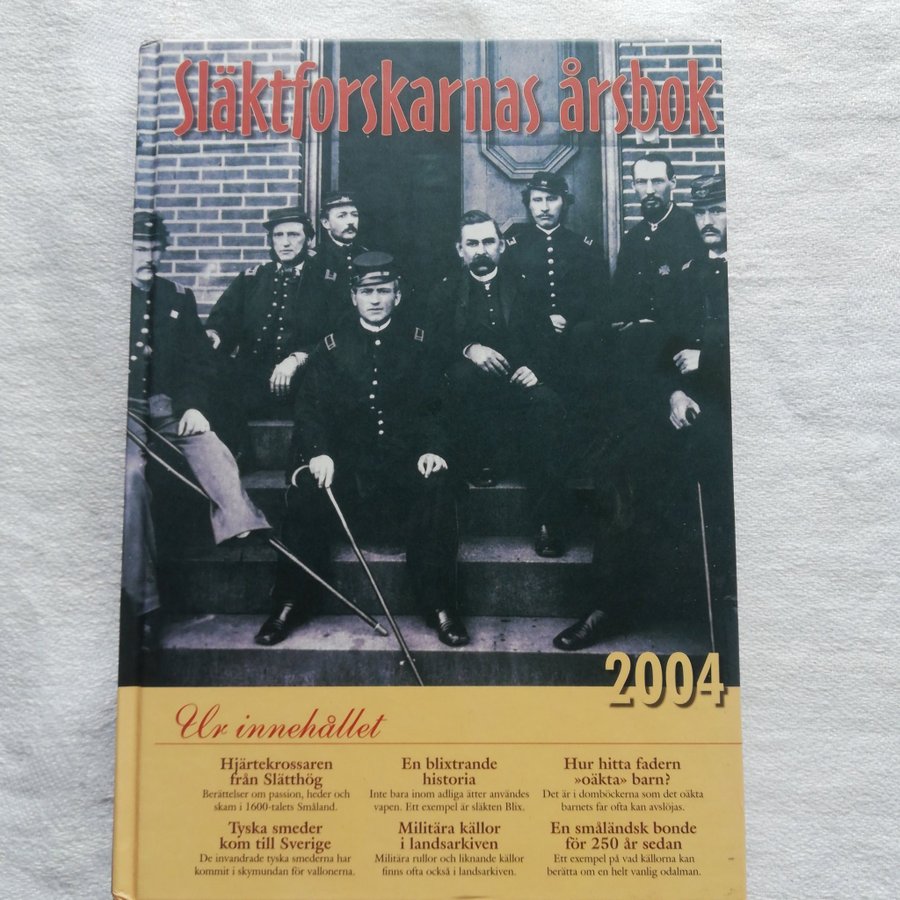 Släktforskarnas årsbok
2004
Ur innehållet
Hjärtekrossaren
från Slätthög
Berättelser om passion, heder och
skam i 1600-talets Småland.
En blixtrande
historia
Inte bara inom adliga ätter användes
vapen. Ett exempel är släkten Blix.
Hur hitta fadern
»oäkta» barn?
Det är i domböckerna som det oäkta
barnets far ofta kan avslöjas.
Tyska smeder
kom till Sverige
De invandrade tyska smederna har
kommit i skymundan för vallonerna.
Militära källor
i landsarkiven
Militära rullor och liknande källor
finns ofta också i landsarkiven.
En småländsk bonde
för 250 år sedan
Ett exempel på vad källorna kan
berätta om en helt vanlig odalman.